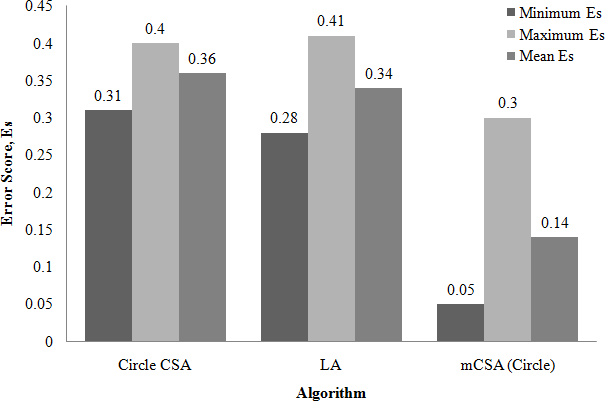 0.45
0.4
0.35
0.3
0.25
0.2
0.15
0.1
0.05
0
Error Score, Es
0.31
0.4
0.36
0.28
0.41
0.34
0.05
0.3
0.14
Minimum Es
Maximum Es
Mean Es
Circle CSA
LA
mCSA (Circle)
Algorithm